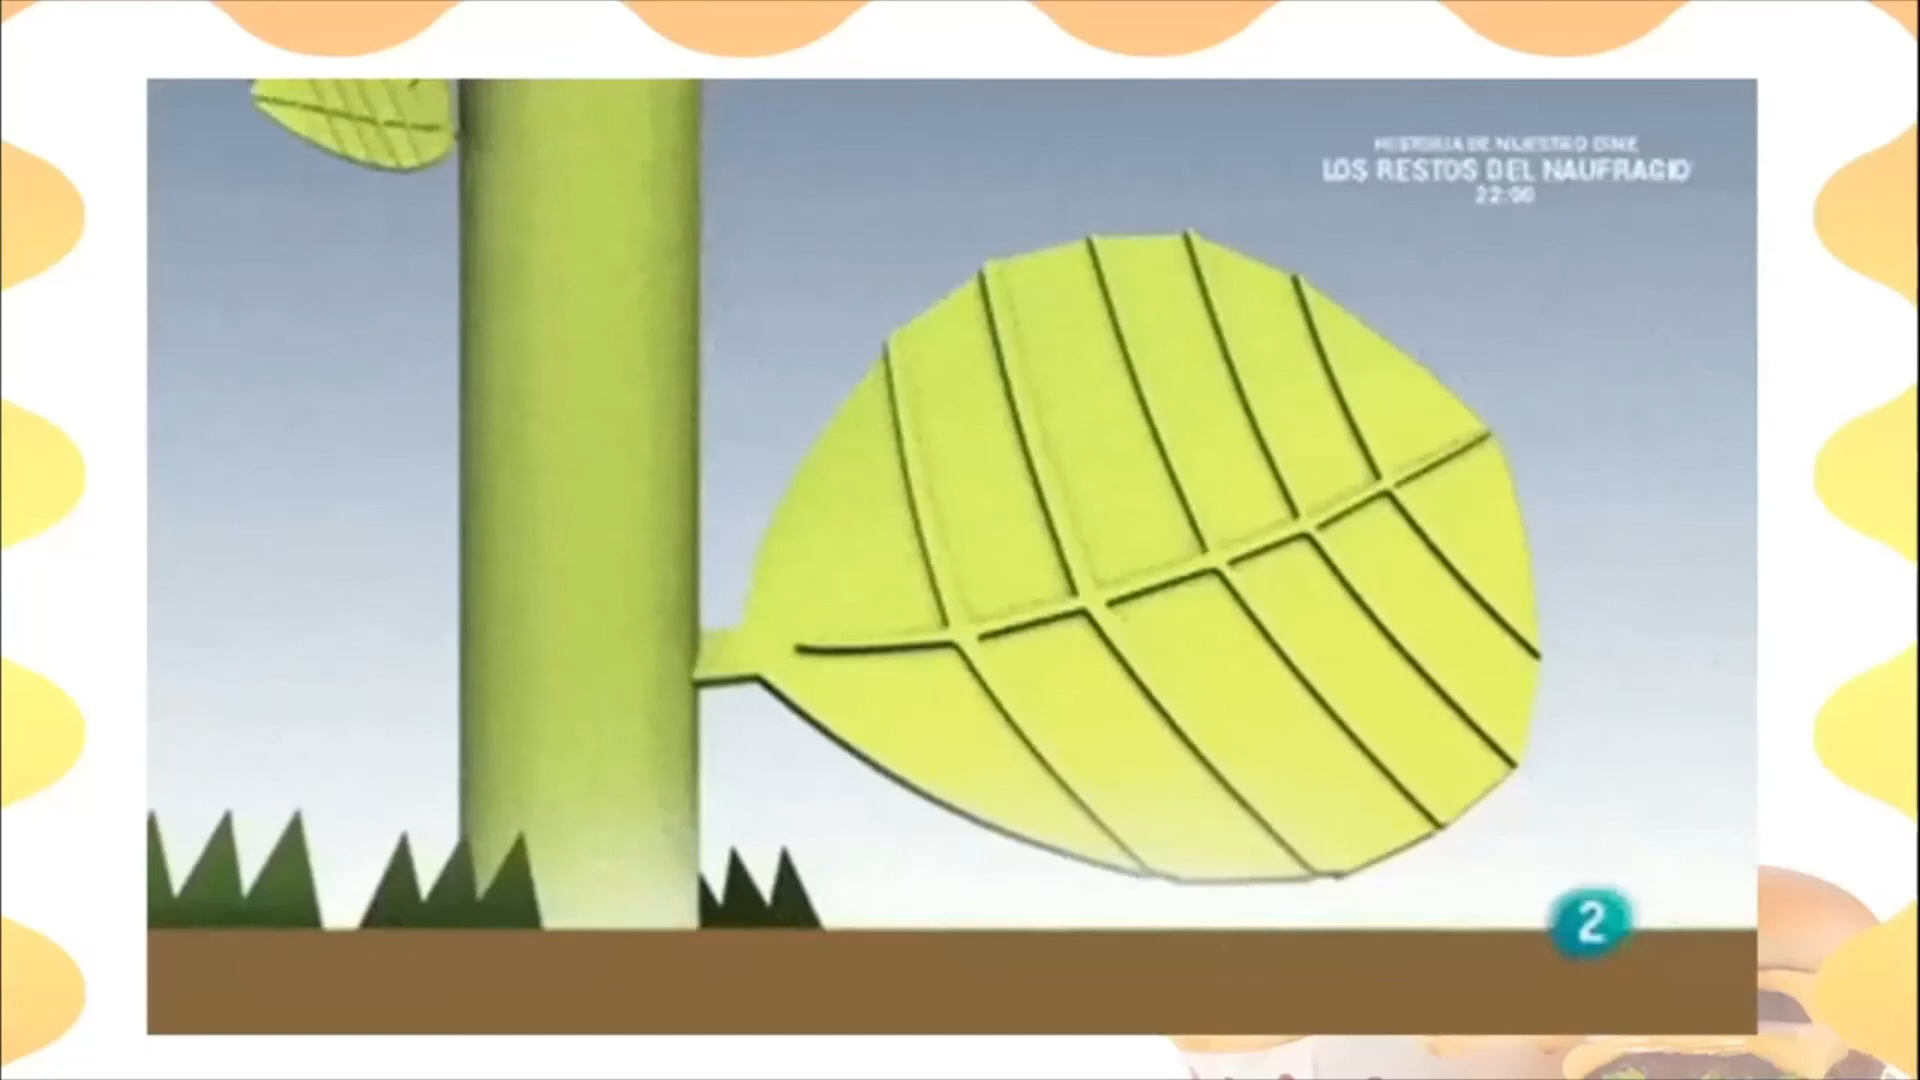 HISTORIA DE NUESTRO CINE
LOS RESTOS DEL NAUFRAGIO
22:00
2